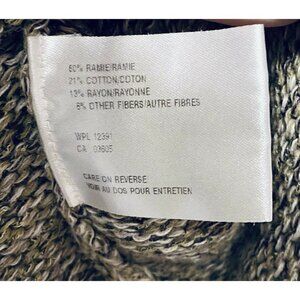 60% RAMIE/RAMIE
21% COTTON/COTON
13% RAYON/RAYONNE
6% OTHER FIBERS/AUTRE FIBRES
WPL 12391
CA 03605
CARE ON REVERSE
VOIR AU DOS POUR ENTRETIEN